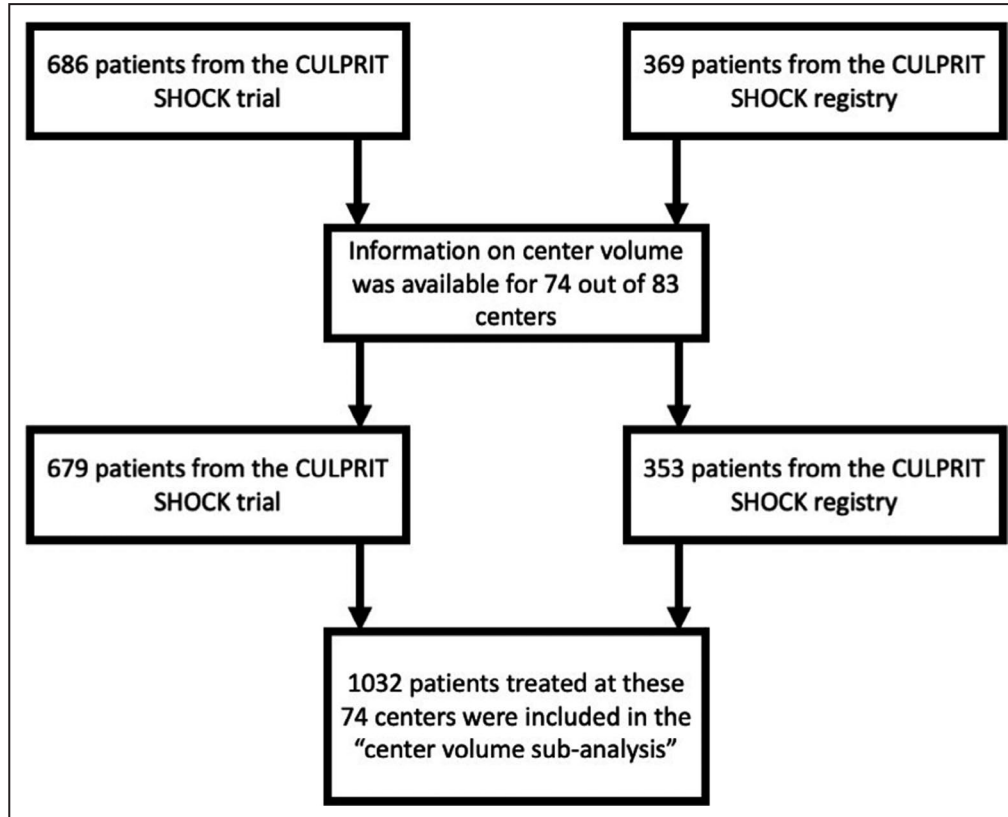 686 patients from the CULPRIT
SHOCK trial
369 patients from the CULPRIT
SHOCK registry
Information on center volume
was available for 74 out of 83
centers
679 patients from the CULPRIT
SHOCK trial
353 patients from the CULPRIT
SHOCK registry
1032 patients treated at these
74 centers were included in the
“center volume sub-analysis”